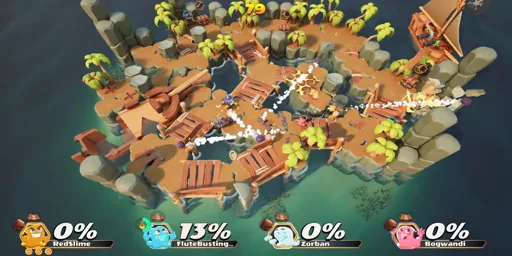 79
0%
RedSlime
13%
FluteBusting...
0%
Zorban
0%
Bogwandi